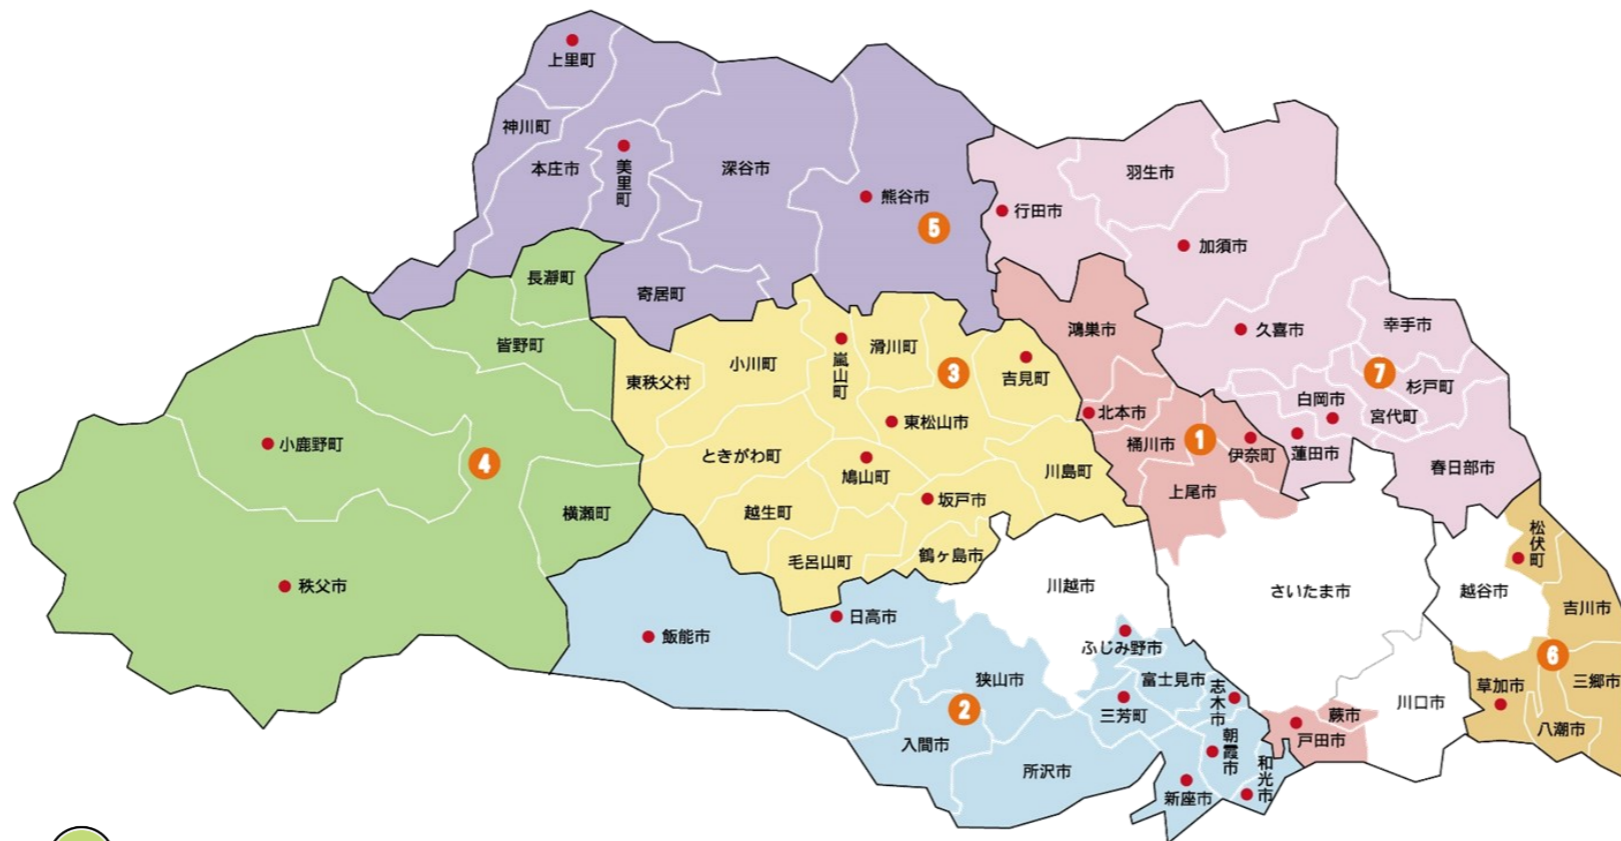 上里町
神川町
本庄市
美里町
深谷市
熊谷市
5
寄居町
長瀞町
皆野町
小鹿野町
4
横瀬町
秩父市
東秩父村
小川町
嵐山町
滑川町
3
吉見町
東松山市
ときがわ町
鳩山町
川島町
越生町
坂戸市
毛呂山町
鶴ヶ島市
行田市
羽生市
加須市
久喜市
幸手市
7
杉戸町
白岡市
宮代町
蓮田市
春日部市
鴻巣市
北本市
桶川市
1
伊奈町
上尾市
川越市
さいたま市
越谷市
松伏町
吉川市
6
三郷市
草加市
八潮市
川口市
蕨市
戸田市
飯能市
日高市
狭山市
2
入間市
所沢市
ふじみ野市
富士見市
志木市
三芳町
朝霞市
和光市
新座市